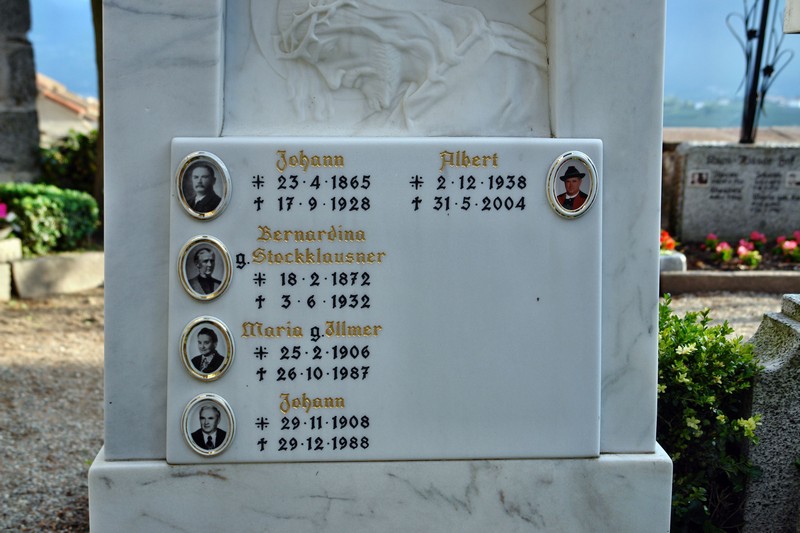 Johann
* 23·4·1865
† 17·9·1928
Bernardina
g. Stockklausner
* 18·2·1872
† 3·6·1932
Maria g. Illmer
* 25·2·1906
† 26·10·1987
Johann
* 29·11·1908
† 29·12·1988
Albert
* 2·12·1938
† 31·5·2004